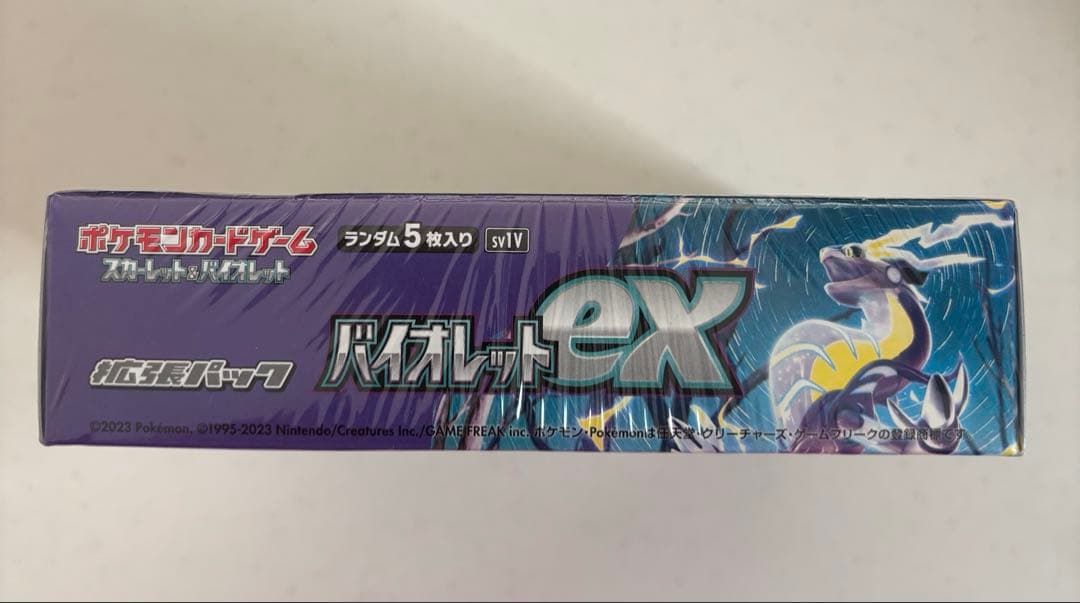 ポケモンカードゲーム
スカーレット&バイオレット
ランダム5枚入り SV1V
バイオレットex
拡張パック
©2023 Pokémon. ©1995-2023 Nintendo/Creatures Inc./GAME FREAK inc. ポケモン・Pokémonは任天堂・クリーチャーズ・ゲームフリークの登録商標です。